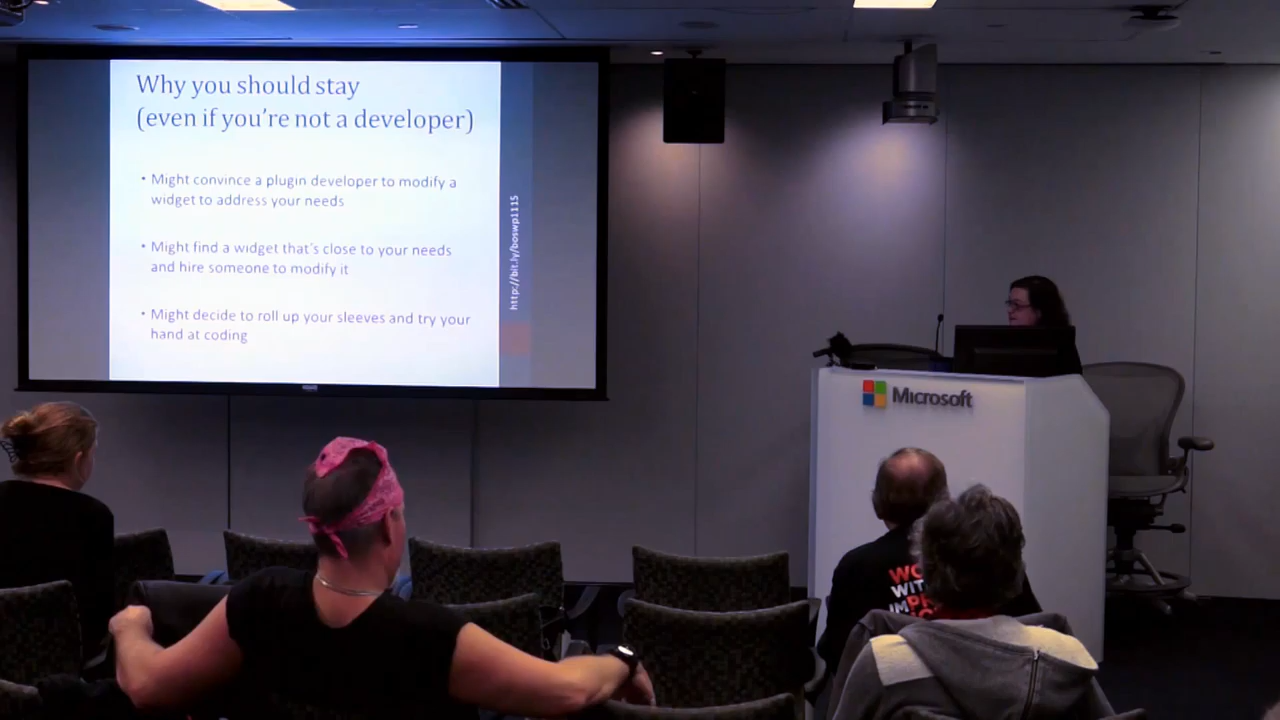 Why you should stay
(even if you're not a developer)
• Might convince a plugin developer to modify a
widget to address your needs
• Might find a widget that's close to your needs
and hire someone to modify it
• Might decide to roll up your sleeves and try your
hand at coding
http://bit.ly/boswp1115
Microsoft